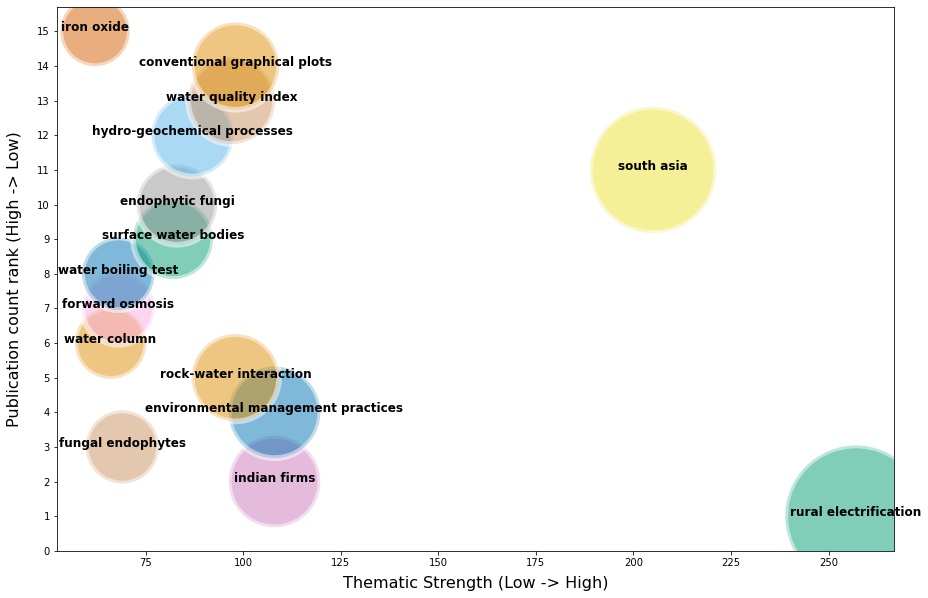 15
iron oxide
14
conventional graphical plots
13
water quality index
12
hydro-geochemical processes
11
south asia
10
endophytic fungi
9
surface water bodies
8
water boiling test
7
forward osmosis
6
water column
5
rock-water interaction
4
environmental management practices
3
fungal endophytes
2
indian firms
1
rural electrification
0
Publication count rank (High -> Low)
75 100 125 150 175 200 225 250
Thematic Strength (Low -> High)